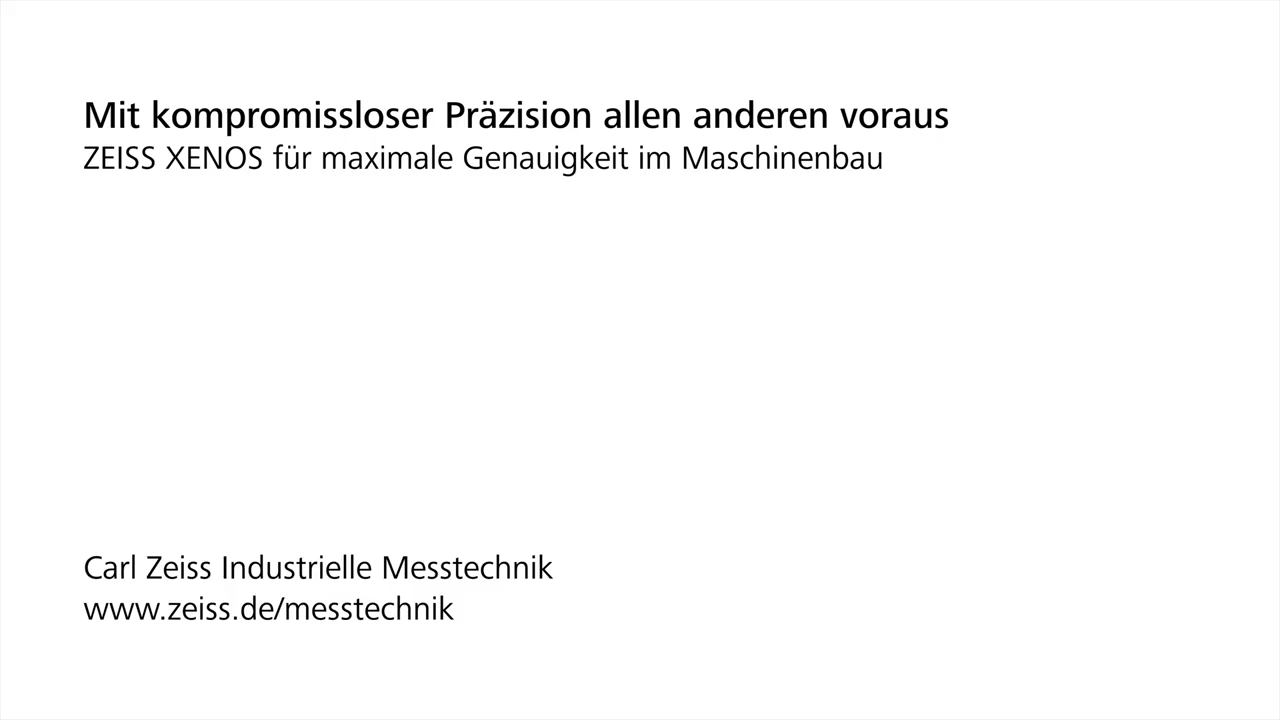 Mit kompromissloser Präzision allen anderen voraus
ZEISS XENOS für maximale Genauigkeit im Maschinenbau
Carl Zeiss Industrielle Messtechnik
www.zeiss.de/messtechnik